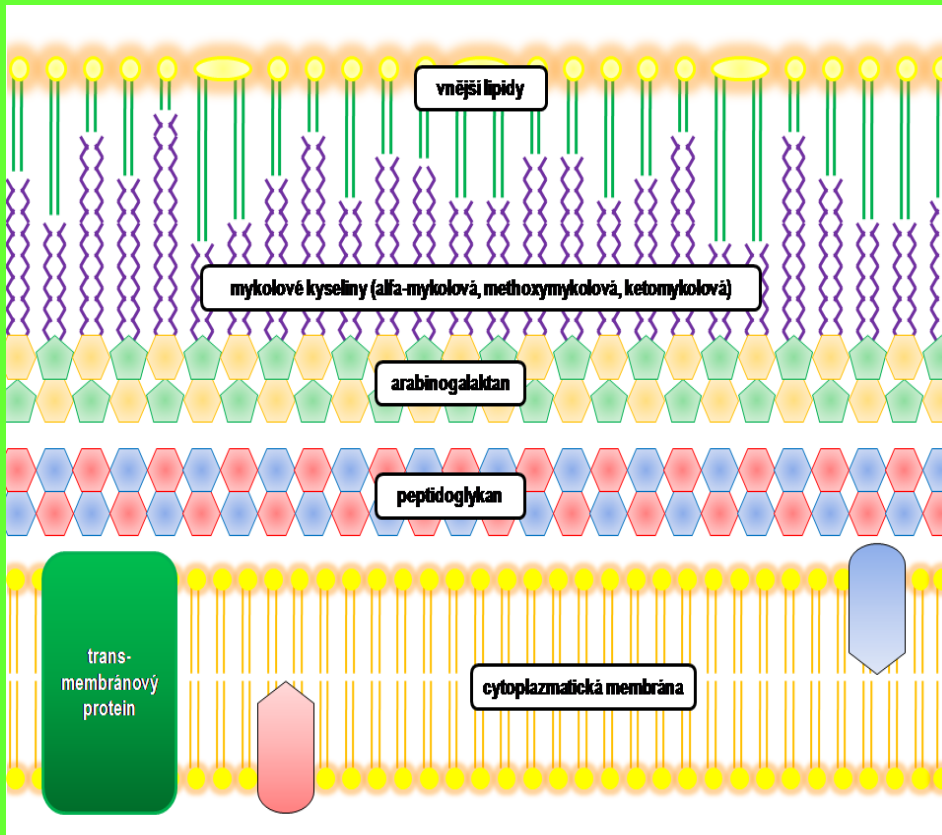 vnější lipidy
mykolové kyseliny (alfa-mykolová, methoxymykolová, ketomykolová)
arabinogalaktan
peptidoglykan
trans-
membránový
protein
cytoplazmatická membrána